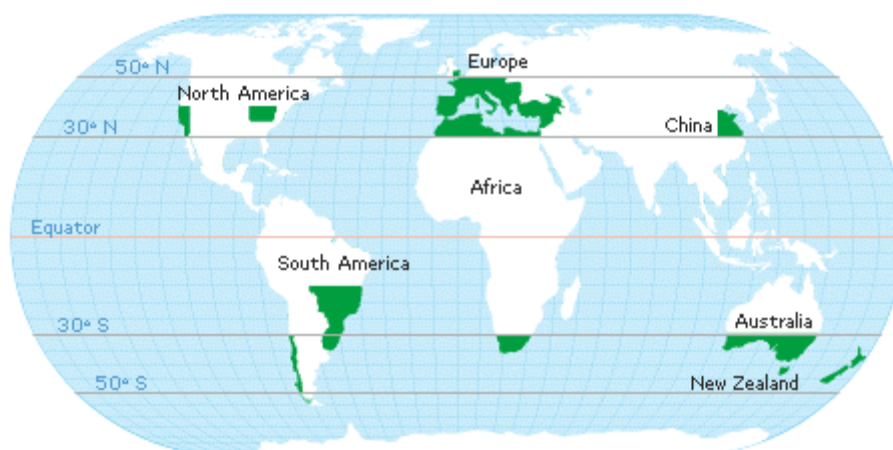 Europe
50° N
North America
30° N
China
Africa
Equator
South America
30° S
Australia
50° S
New Zealand